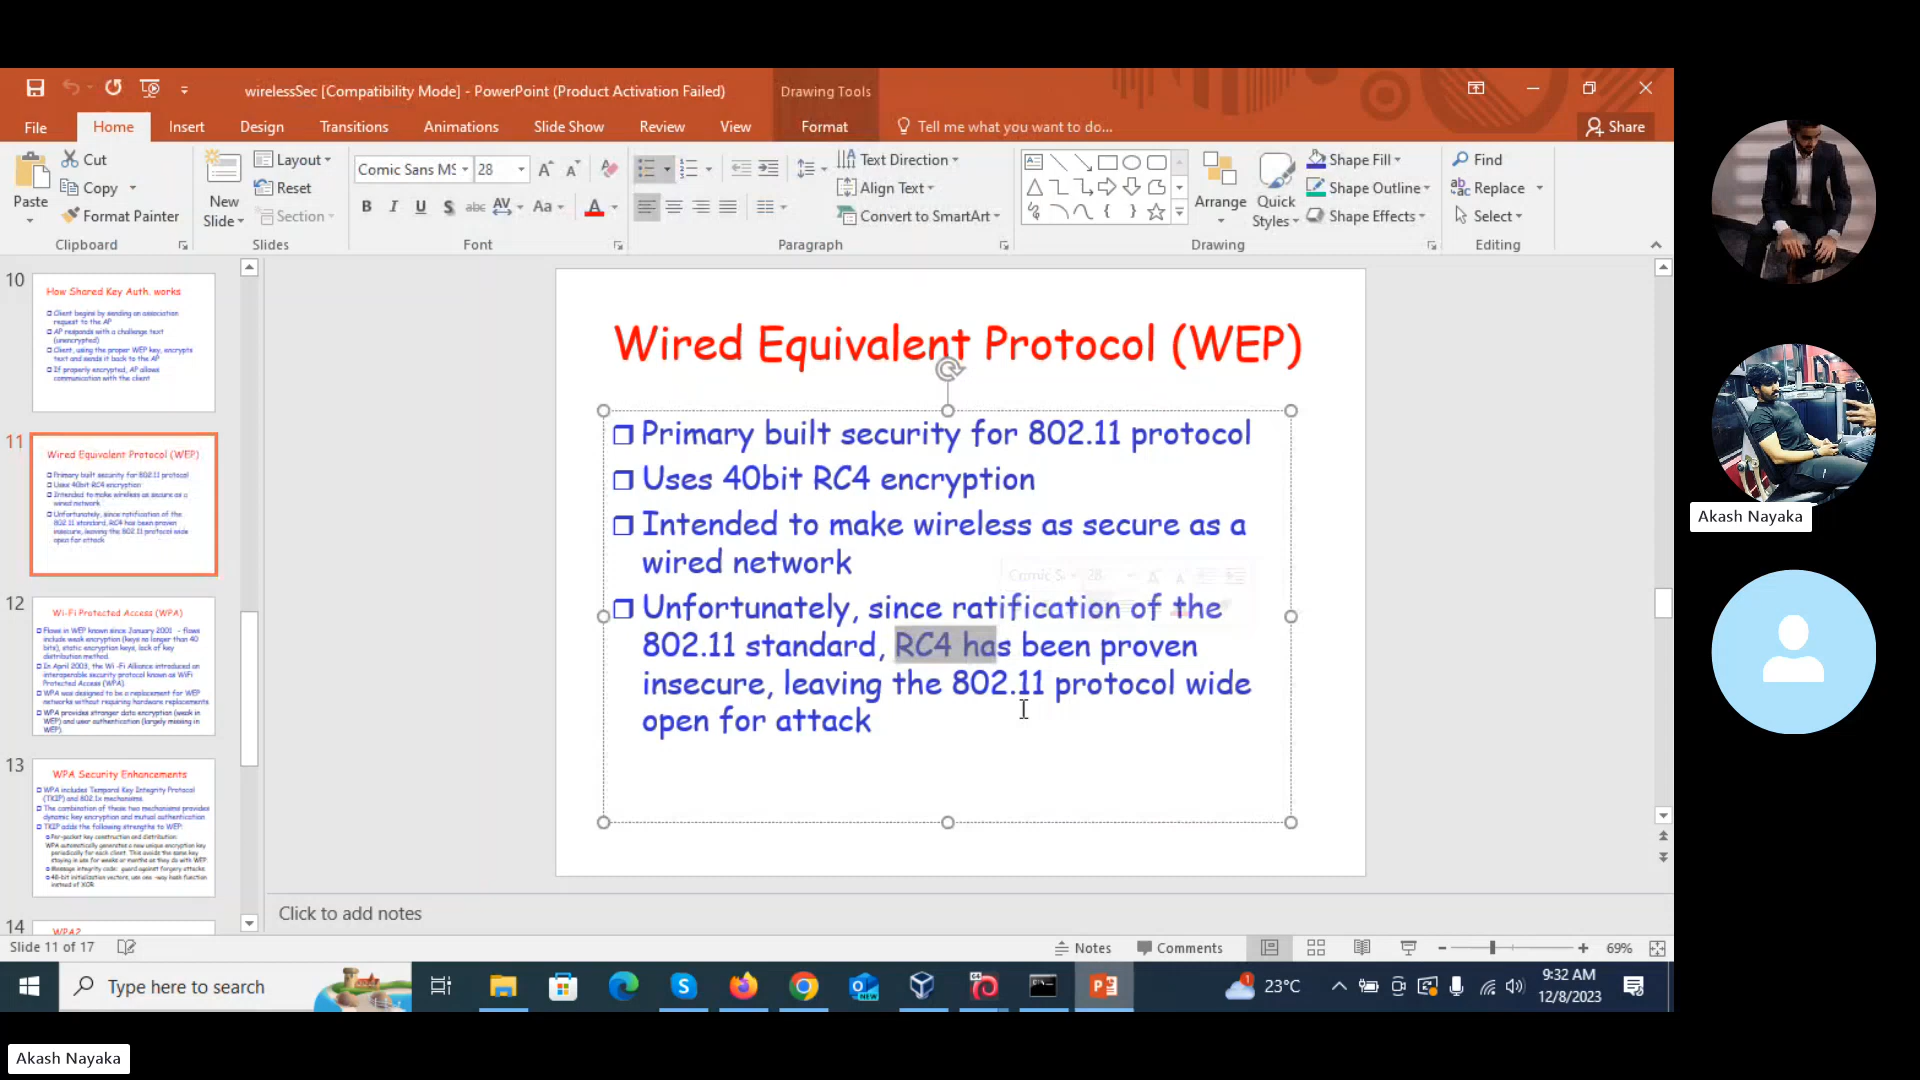 wirelessSec [Compatibility Mode] - PowerPoint (Product Activation Failed)
Drawing Tools
File
Home
Insert
Design
Transitions
Animations
Slide Show
Review
View
Format
Tell me what you want to do...
Share
Paste
Cut
Copy
Format Painter
Clipboard
New Slide
Layout
Reset
Section
Slides
Comic Sans MS
28
B I U S abc AV Aa A
Font
Text Direction
Align Text
Convert to SmartArt
Paragraph
Arrange
Quick Styles
Shape Fill
Shape Outline
Shape Effects
Drawing
Find
Replace
Select
Editing
10
How Shared Key Auth. works
Client begins by sending an association
request to the AP
AP responds with a challenge text
(unencrypted)
Client, using the proper WEP key, encrypts
text and sends it back to the AP
If properly encrypted, AP allows
communication with the client
11
Wired Equivalent Protocol (WEP)
Primary built security for 802.11 protocol
Uses 40bit RC4 encryption
Intended to make wireless as secure as a
wired network
Unfortunately, since ratification of the
802.11 standard, RC4 has been proven
insecure, leaving the 802.11 protocol wide
open for attack
12
Wi-Fi Protected Access (WPA)
Flaws in WEP known since January 2001 - flaws
include weak encryption (keys no longer than 40
bits), static encryption keys, lack of key
distribution method.
In April 2003, the Wi-Fi Alliance introduced an
interoperable security protocol known as WiFi
Protected Access (WPA).
WPA was designed to be a replacement for WEP
networks without requiring hardware replacements.
WPA provides stronger data encryption (weak in
WEP) and user authentication (largely missing in
WEP).
13
WPA Security Enhancements
WPA includes Temporal Key Integrity Protocol
(TKIP) and 802.1x mechanisms.
The combination of these two mechanisms provides
dynamic key encryption and mutual authentication
TKIP adds the following strengths to WEP:
Per-packet key construction and distribution:
WPA automatically generates a new unique encryption key
periodically for each client. This avoids the same key
staying in use for weeks or months as they do with WEP.
Message integrity code: guard against forgery attacks.
48-bit initialization vectors, use one-way hash function
instead of XOR
14
WPA2
Wired Equivalent Protocol (WEP)
Primary built security for 802.11 protocol
Uses 40bit RC4 encryption
Intended to make wireless as secure as a
wired network
Unfortunately, since ratification of the
802.11 standard, RC4 has been proven
insecure, leaving the 802.11 protocol wide
open for attack
Click to add notes
Slide 11 of 17
Notes
Comments
69%
Type here to search
23°C
9:32 AM
12/8/2023
Akash Nayaka
Akash Nayaka